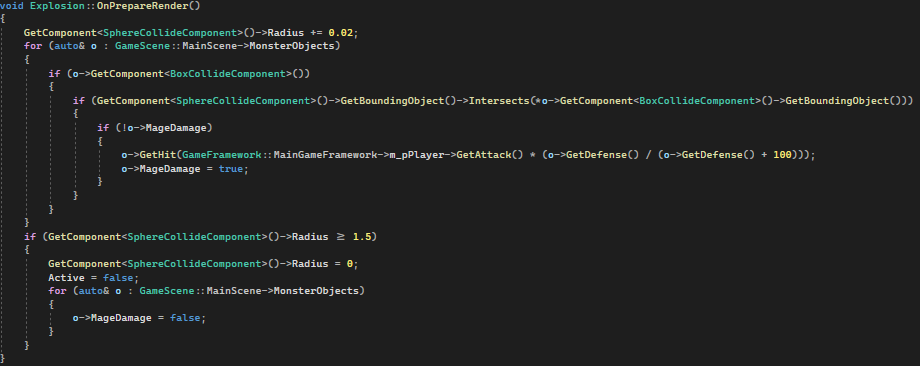 void Explosion::OnPrepareRender()
{
    GetComponent<SphereCollideComponent>()->Radius += 0.02;
    for (auto& o : GameScene::MainScene->MonsterObjects)
    {
        if (o->GetComponent<BoxCollideComponent>())
        {
            if (GetComponent<SphereCollideComponent>()->GetBoundingObject()->Intersects(*o->GetComponent<BoxCollideComponent>()->GetBoundingObject()))
            {
                if (!o->MageDamage)
                {
                    o->GetHit(GameFramework::MainGameFramework->m_pPlayer->GetAttack() * (o->GetDefense() / (o->GetDefense() + 100)));
                    o->MageDamage = true;
                }
            }
        }
    }
    if (GetComponent<SphereCollideComponent>()->Radius ≥ 1.5)
    {
        GetComponent<SphereCollideComponent>()->Radius = 0;
        Active = false;
        for (auto& o : GameScene::MainScene->MonsterObjects)
        {
            o->MageDamage = false;
        }
    }
}